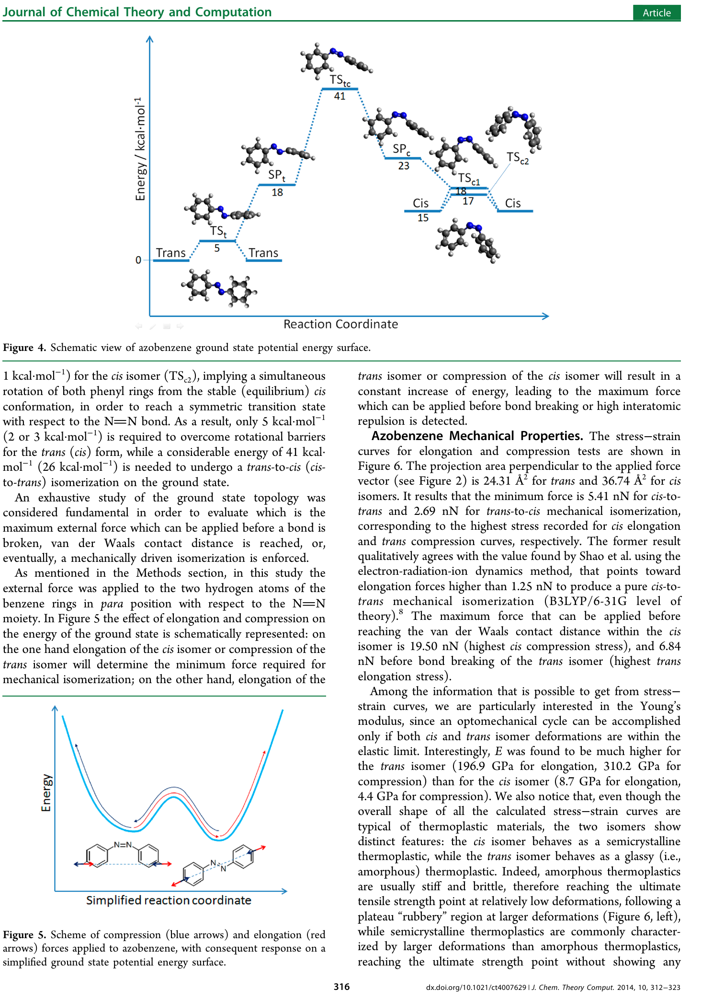 Journal of Chemical Theory and Computation
Article
Energy / kcal·mol-1
TStc
41
SPc
23
SPt
18
TSc2
TSc1
18
17
Cis
15
Cis
TSt
5
Trans
Trans
0
Reaction Coordinate
Figure 4. Schematic view of azobenzene ground state potential energy surface.
1 kcal·mol−1) for the cis isomer (TSc2), implying a simultaneous
rotation of both phenyl rings from the stable (equilibrium) cis
conformation, in order to reach a symmetric transition state
with respect to the N=N bond. As a result, only 5 kcal·mol−1
(2 or 3 kcal·mol−1) is required to overcome rotational barriers
for the trans (cis) form, while a considerable energy of 41 kcal·
mol−1 (26 kcal·mol−1) is needed to undergo a trans-to-cis (cis-
to-trans) isomerization on the ground state.
An exhaustive study of the ground state topology was
considered fundamental in order to evaluate which is the
maximum external force which can be applied before a bond is
broken, van der Waals contact distance is reached, or,
eventually, a mechanically driven isomerization is enforced.
As mentioned in the Methods section, in this study the
external force was applied to the two hydrogen atoms of the
benzene rings in para position with respect to the N=N
moiety. In Figure 5 the effect of elongation and compression on
the energy of the ground state is schematically represented: on
the one hand elongation of the cis isomer or compression of the
trans isomer will determine the minimum force required for
mechanical isomerization; on the other hand, elongation of the
Energy
N=N
N
N
Simplified reaction coordinate
Figure 5. Scheme of compression (blue arrows) and elongation (red
arrows) forces applied to azobenzene, with consequent response on a
simplified ground state potential energy surface.
trans isomer or compression of the cis isomer will result in a
constant increase of energy, leading to the maximum force
which can be applied before bond breaking or high interatomic
repulsion is detected.
Azobenzene Mechanical Properties. The stress−strain
curves for elongation and compression tests are shown in
Figure 6. The projection area perpendicular to the applied force
vector (see Figure 2) is 24.31 Å2 for trans and 36.74 Å2 for cis
isomers. It results that the minimum force is 5.41 nN for cis-to-
trans and 2.69 nN for trans-to-cis mechanical isomerization,
corresponding to the highest stress recorded for cis elongation
and trans compression curves, respectively. The former result
qualitatively agrees with the value found by Shao et al. using the
electron-radiation-ion dynamics method, that points toward
elongation forces higher than 1.25 nN to produce a pure cis-to-
trans mechanical isomerization (B3LYP/6-31G level of
theory).8 The maximum force that can be applied before
reaching the van der Waals contact distance within the cis
isomer is 19.50 nN (highest cis compression stress), and 6.84
nN before bond breaking of the trans isomer (highest trans
elongation stress).
Among the information that is possible to get from stress−
strain curves, we are particularly interested in the Young's
modulus, since an optomechanical cycle can be accomplished
only if both cis and trans isomer deformations are within the
elastic limit. Interestingly, E was found to be much higher for
the trans isomer (196.9 GPa for elongation, 310.2 GPa for
compression) than for the cis isomer (8.7 GPa for elongation,
4.4 GPa for compression). We also notice that, even though the
overall shape of all the calculated stress−strain curves are
typical of thermoplastic materials, the two isomers show
distinct features: the cis isomer behaves as a semicrystalline
thermoplastic, while the trans isomer behaves as a glassy (i.e.,
amorphous) thermoplastic. Indeed, amorphous thermoplastics
are usually stiff and brittle, therefore reaching the ultimate
tensile strength point at relatively low deformations, following a
plateau “rubbery” region at larger deformations (Figure 6, left),
while semicrystalline thermoplastics are commonly character-
ized by larger deformations than amorphous thermoplastics,
reaching the ultimate strength point without showing any
316
dx.doi.org/10.1021/ct4007629 | J. Chem. Theory Comput. 2014, 10, 312−323